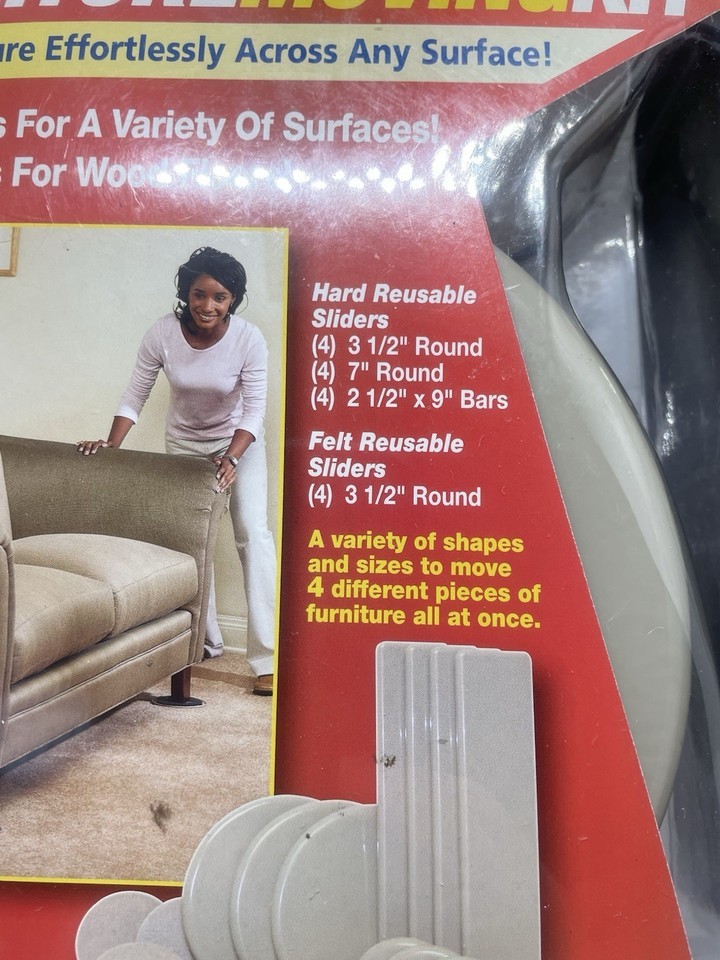 MOVING KIT
Effortlessly Across Any Surface!
For A Variety Of Surfaces!
For
Hard Reusable
Sliders
(4) 3 1/2" Round
(4) 7" Round
(4) 2 1/2" x 9" Bars
Felt Reusable
Sliders
(4) 3 1/2" Round
A variety of shapes
and sizes to move
4 different pieces of
furniture all at once.